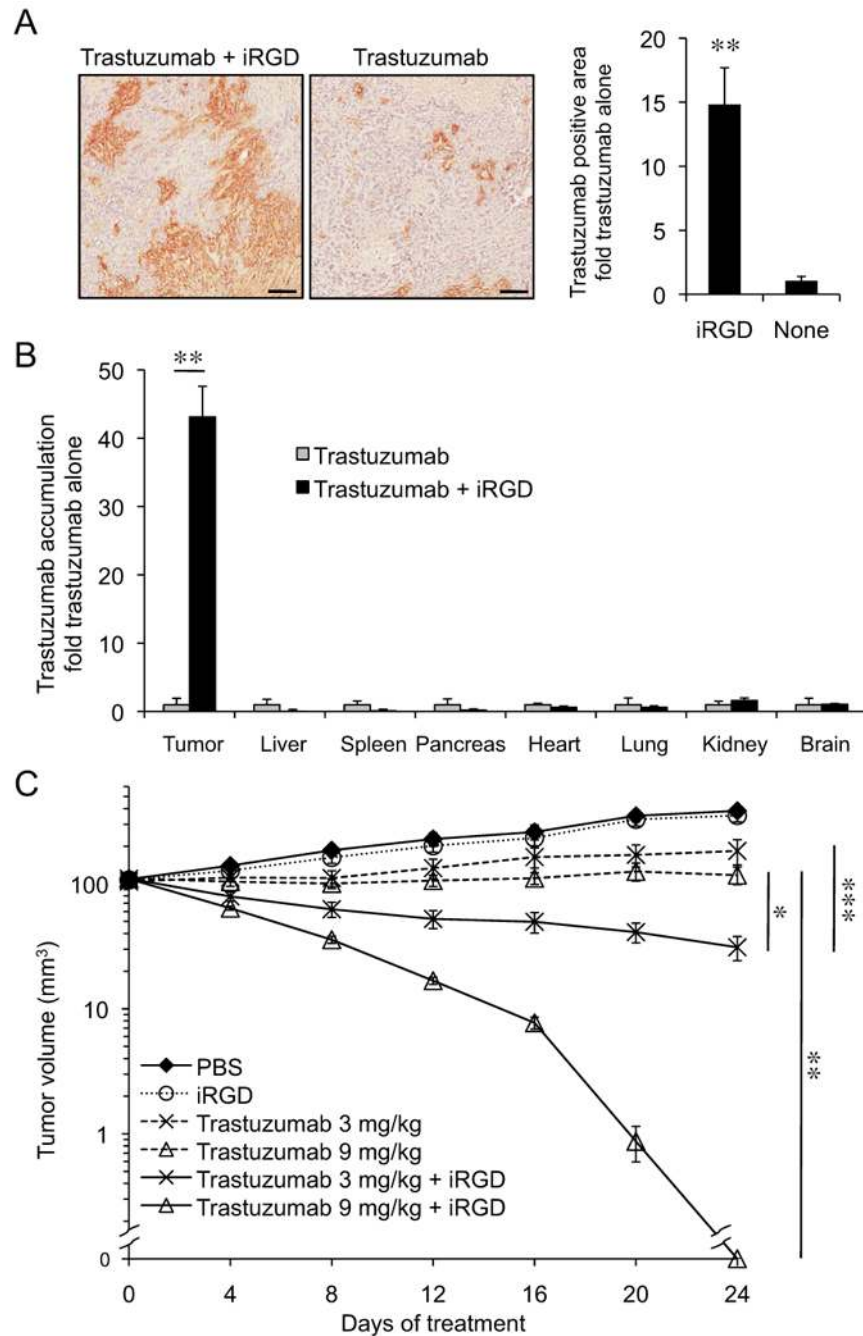 A
Trastuzumab + iRGD
Trastuzumab
Trastuzumab positive area
fold trastuzumab alone
20
15
10
5
0
**
iRGD
None
B
Trastuzumab accumulation
fold trastuzumab alone
50
40
30
20
10
0
**
Trastuzumab
Trastuzumab + iRGD
Tumor
Liver
Spleen
Pancreas
Heart
Lung
Kidney
Brain
C
Tumor volume (mm³)
100
10
1
0
PBS
iRGD
Trastuzumab 3 mg/kg
Trastuzumab 9 mg/kg
Trastuzumab 3 mg/kg + iRGD
Trastuzumab 9 mg/kg + iRGD
*
**
***
0
4
8
12
16
20
24
Days of treatment